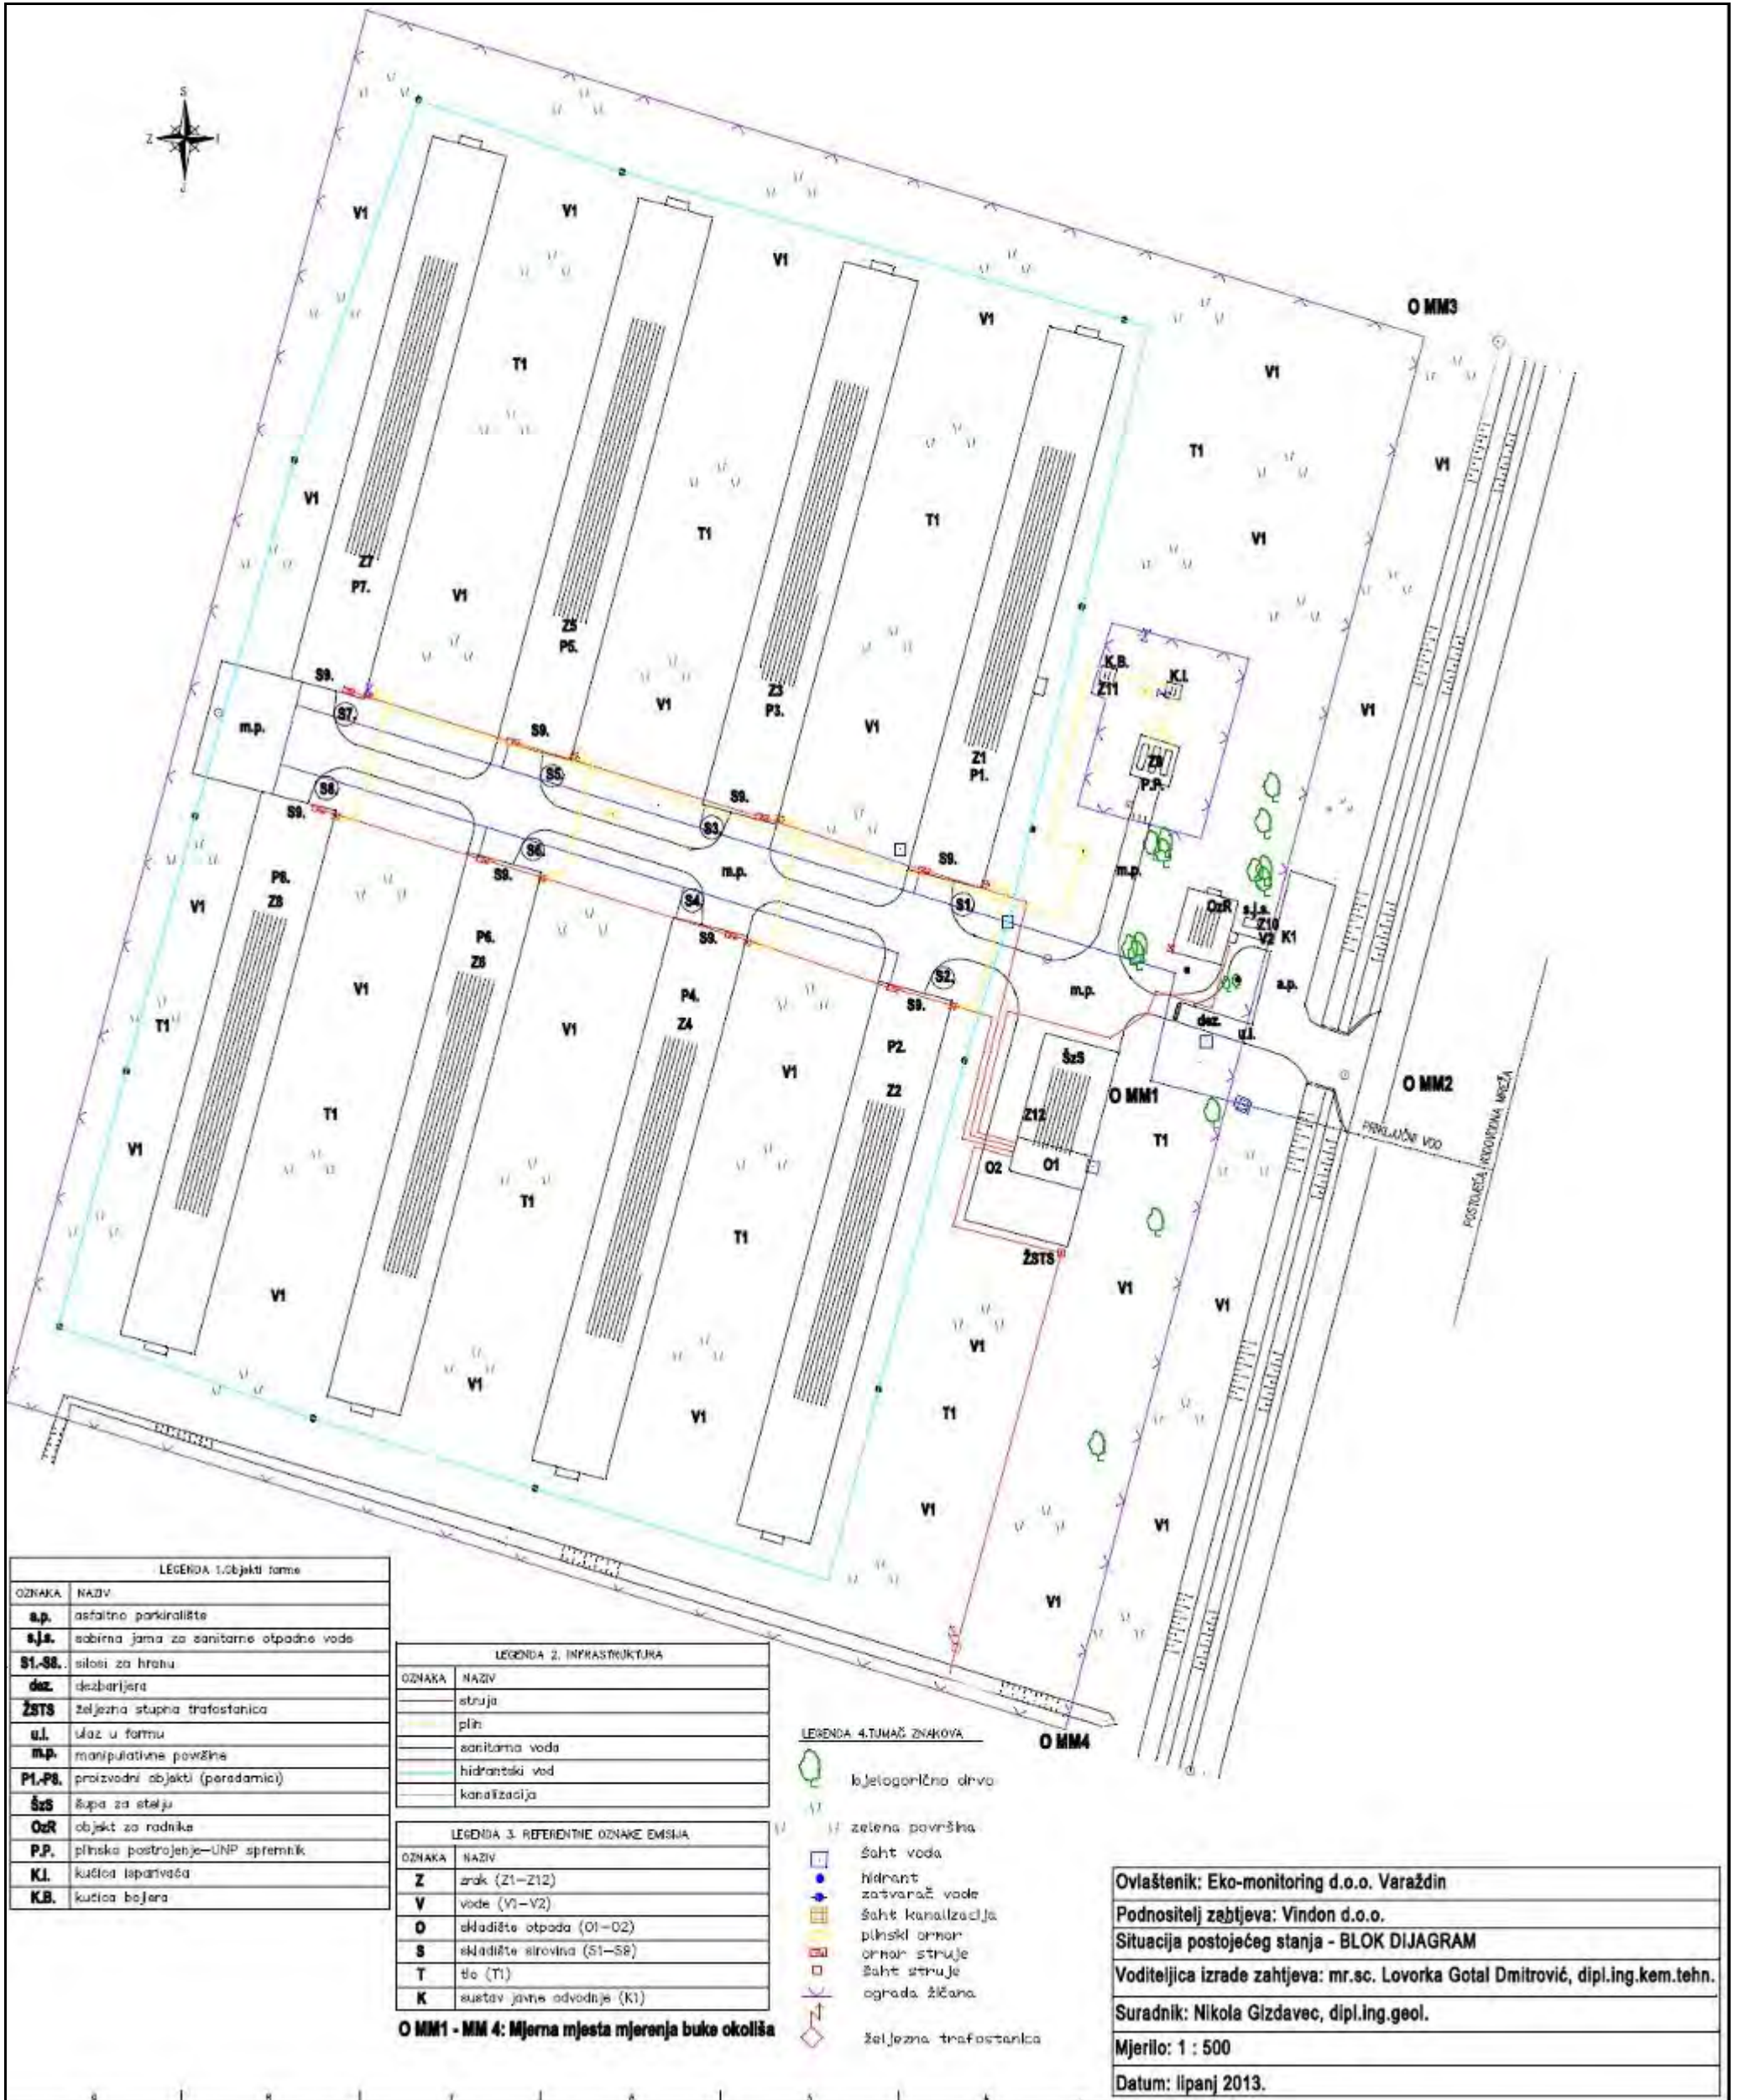 S
Z
I
J
O MM3
V1
V1
V1
V1
V1
T1
T1
V1
V1
T1
T1
V1
Z7
P7.
V1
Z5
P5.
K.B.
K.I.
Z11
Z3
P3.
V1
V1
V1
Z1
P1.
Z9
P.P.
S9.
S7.
m.p.
S9.
S5.
S8.
S9.
S9.
S3.
S6.
S9.
m.p.
S9.
m.p.
S4.
S9.
S1.
OzR
s.j.s.
Z10
V2
K1
P8.
Z8
V1
P6.
Z6
S2.
S9.
m.p.
a.p.
dez.
u.l.
P4.
Z4
V1
V1
T1
P2.
Z2
V1
ŠzS
O MM1
O MM2
Z12
PRIKLJUČNI VOD
POSTOJEĆA VODOVODNA MREŽA
T1
V1
T1
O2
O1
T1
T1
ŽSTS
V1
V1
V1
V1
V1
V1
T1
V1
V1
V1
O MM4
LEGENDA 1.Objekti farme
OZNAKA NAZIV
a.p. asfaltno parkiralište
s.j.s. sabirna jama za sanitarne otpadne vode
S1.-S8. silosi za hranu
dez. dezbarijera
ŽSTS željezna stupna trafostanica
u.l. ulaz u farmu
m.p. manipulativne površine
P1.-P8. proizvodni objekti (peradarnici)
ŠzS šupa za stelju
OzR objekt za radnike
P.P. plinsko postrojenje-UNP spremnik
K.I. kućica isparivača
K.B. kućica bojlera
LEGENDA 2. INFRASTRUKTURA
OZNAKA NAZIV
struja
plin
sanitarna voda
hidrantski vod
kanalizacija
LEGENDA 3. REFERENTNE OZNAKE EMISIJA
OZNAKA NAZIV
Z zrak (Z1-Z12)
V vode (V1-V2)
O skladište otpada (O1-O2)
S skladište sirovina (S1-S9)
T tlo (T1)
K sustav javne odvodnje (K1)
O MM1 - MM 4: Mjerna mjesta mjerenja buke okoliša
LEGENDA 4.TUMAČ ZNAKOVA
bjelogorično drvo
zelena površina
šaht voda
hidrant
zatvarač vode
šaht kanalizacija
plinski ormar
ormar struje
šaht struje
ograda žičana
željezna trafostanica
Ovlaštenik: Eko-monitoring d.o.o. Varaždin
Podnositelj zahtjeva: Vindon d.o.o.
Situacija postojećeg stanja - BLOK DIJAGRAM
Voditeljica izrade zahtjeva: mr.sc. Lovorka Gotal Dmitrović, dipl.ing.kem.tehn.
Suradnik: Nikola Gizdavec, dipl.ing.geol.
Mjerilo: 1 : 500
Datum: lipanj 2013.